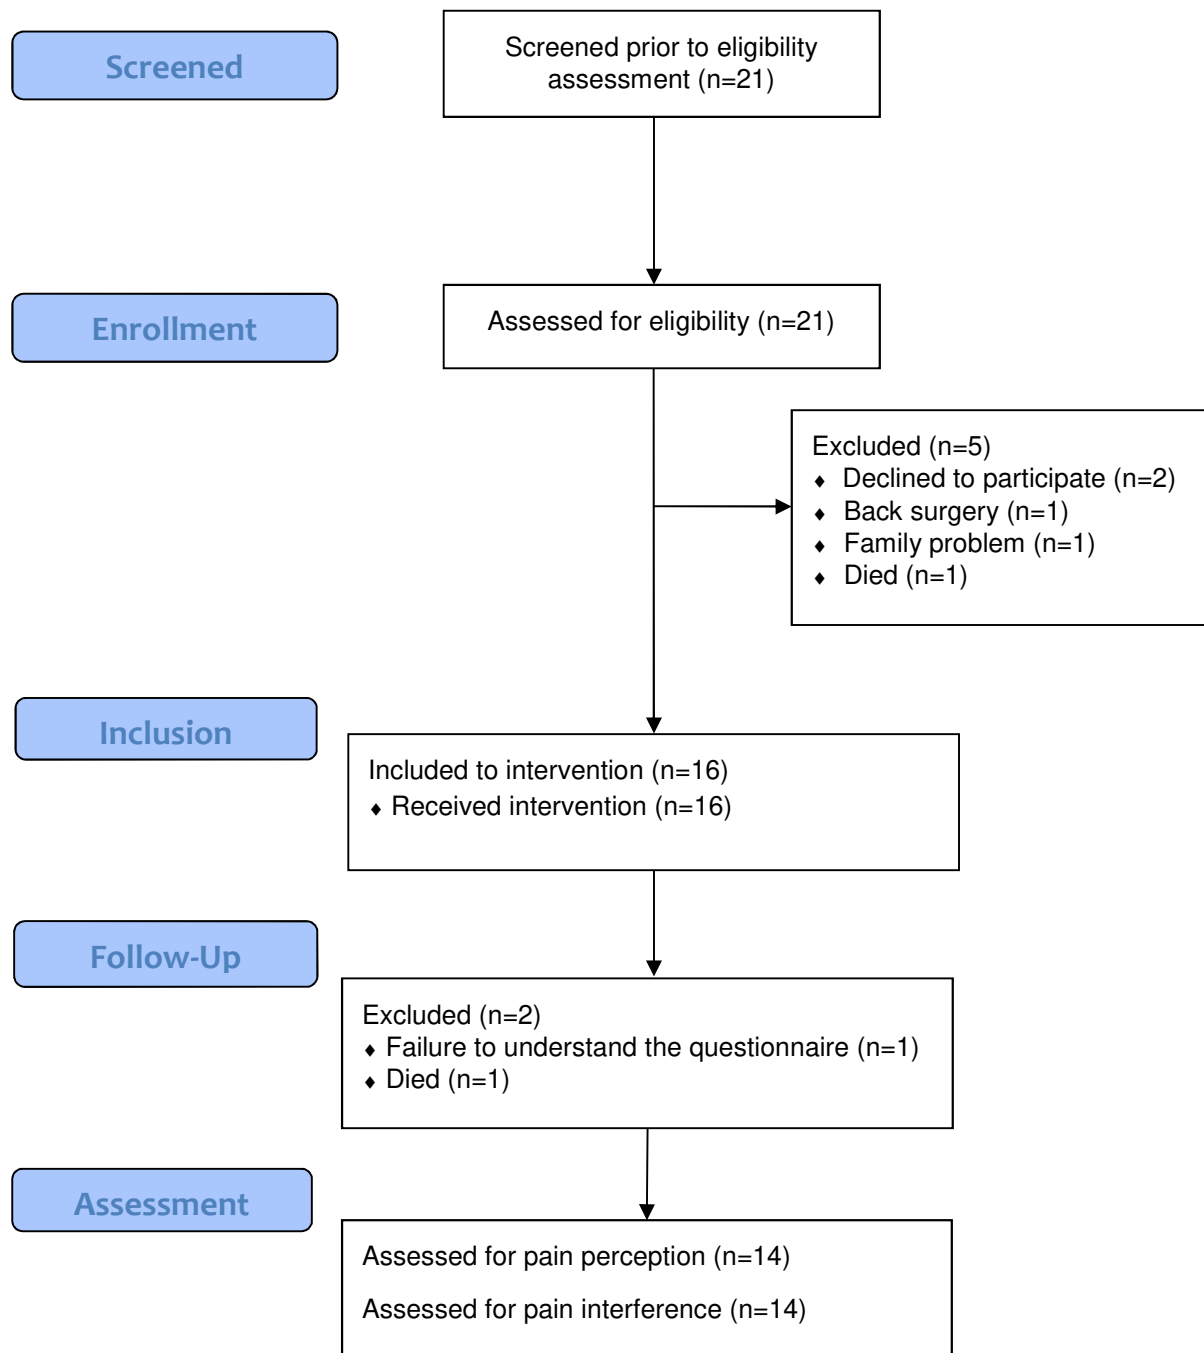 Screened
Screened prior to eligibility
assessment (n=21)
Enrollment
Assessed for eligibility (n=21)
Excluded (n=5)
♦ Declined to participate (n=2)
♦ Back surgery (n=1)
♦ Family problem (n=1)
♦ Died (n=1)
Inclusion
Included to intervention (n=16)
♦ Received intervention (n=16)
Follow-Up
Excluded (n=2)
♦ Failure to understand the questionnaire (n=1)
♦ Died (n=1)
Assessment
Assessed for pain perception (n=14)
Assessed for pain interference (n=14)